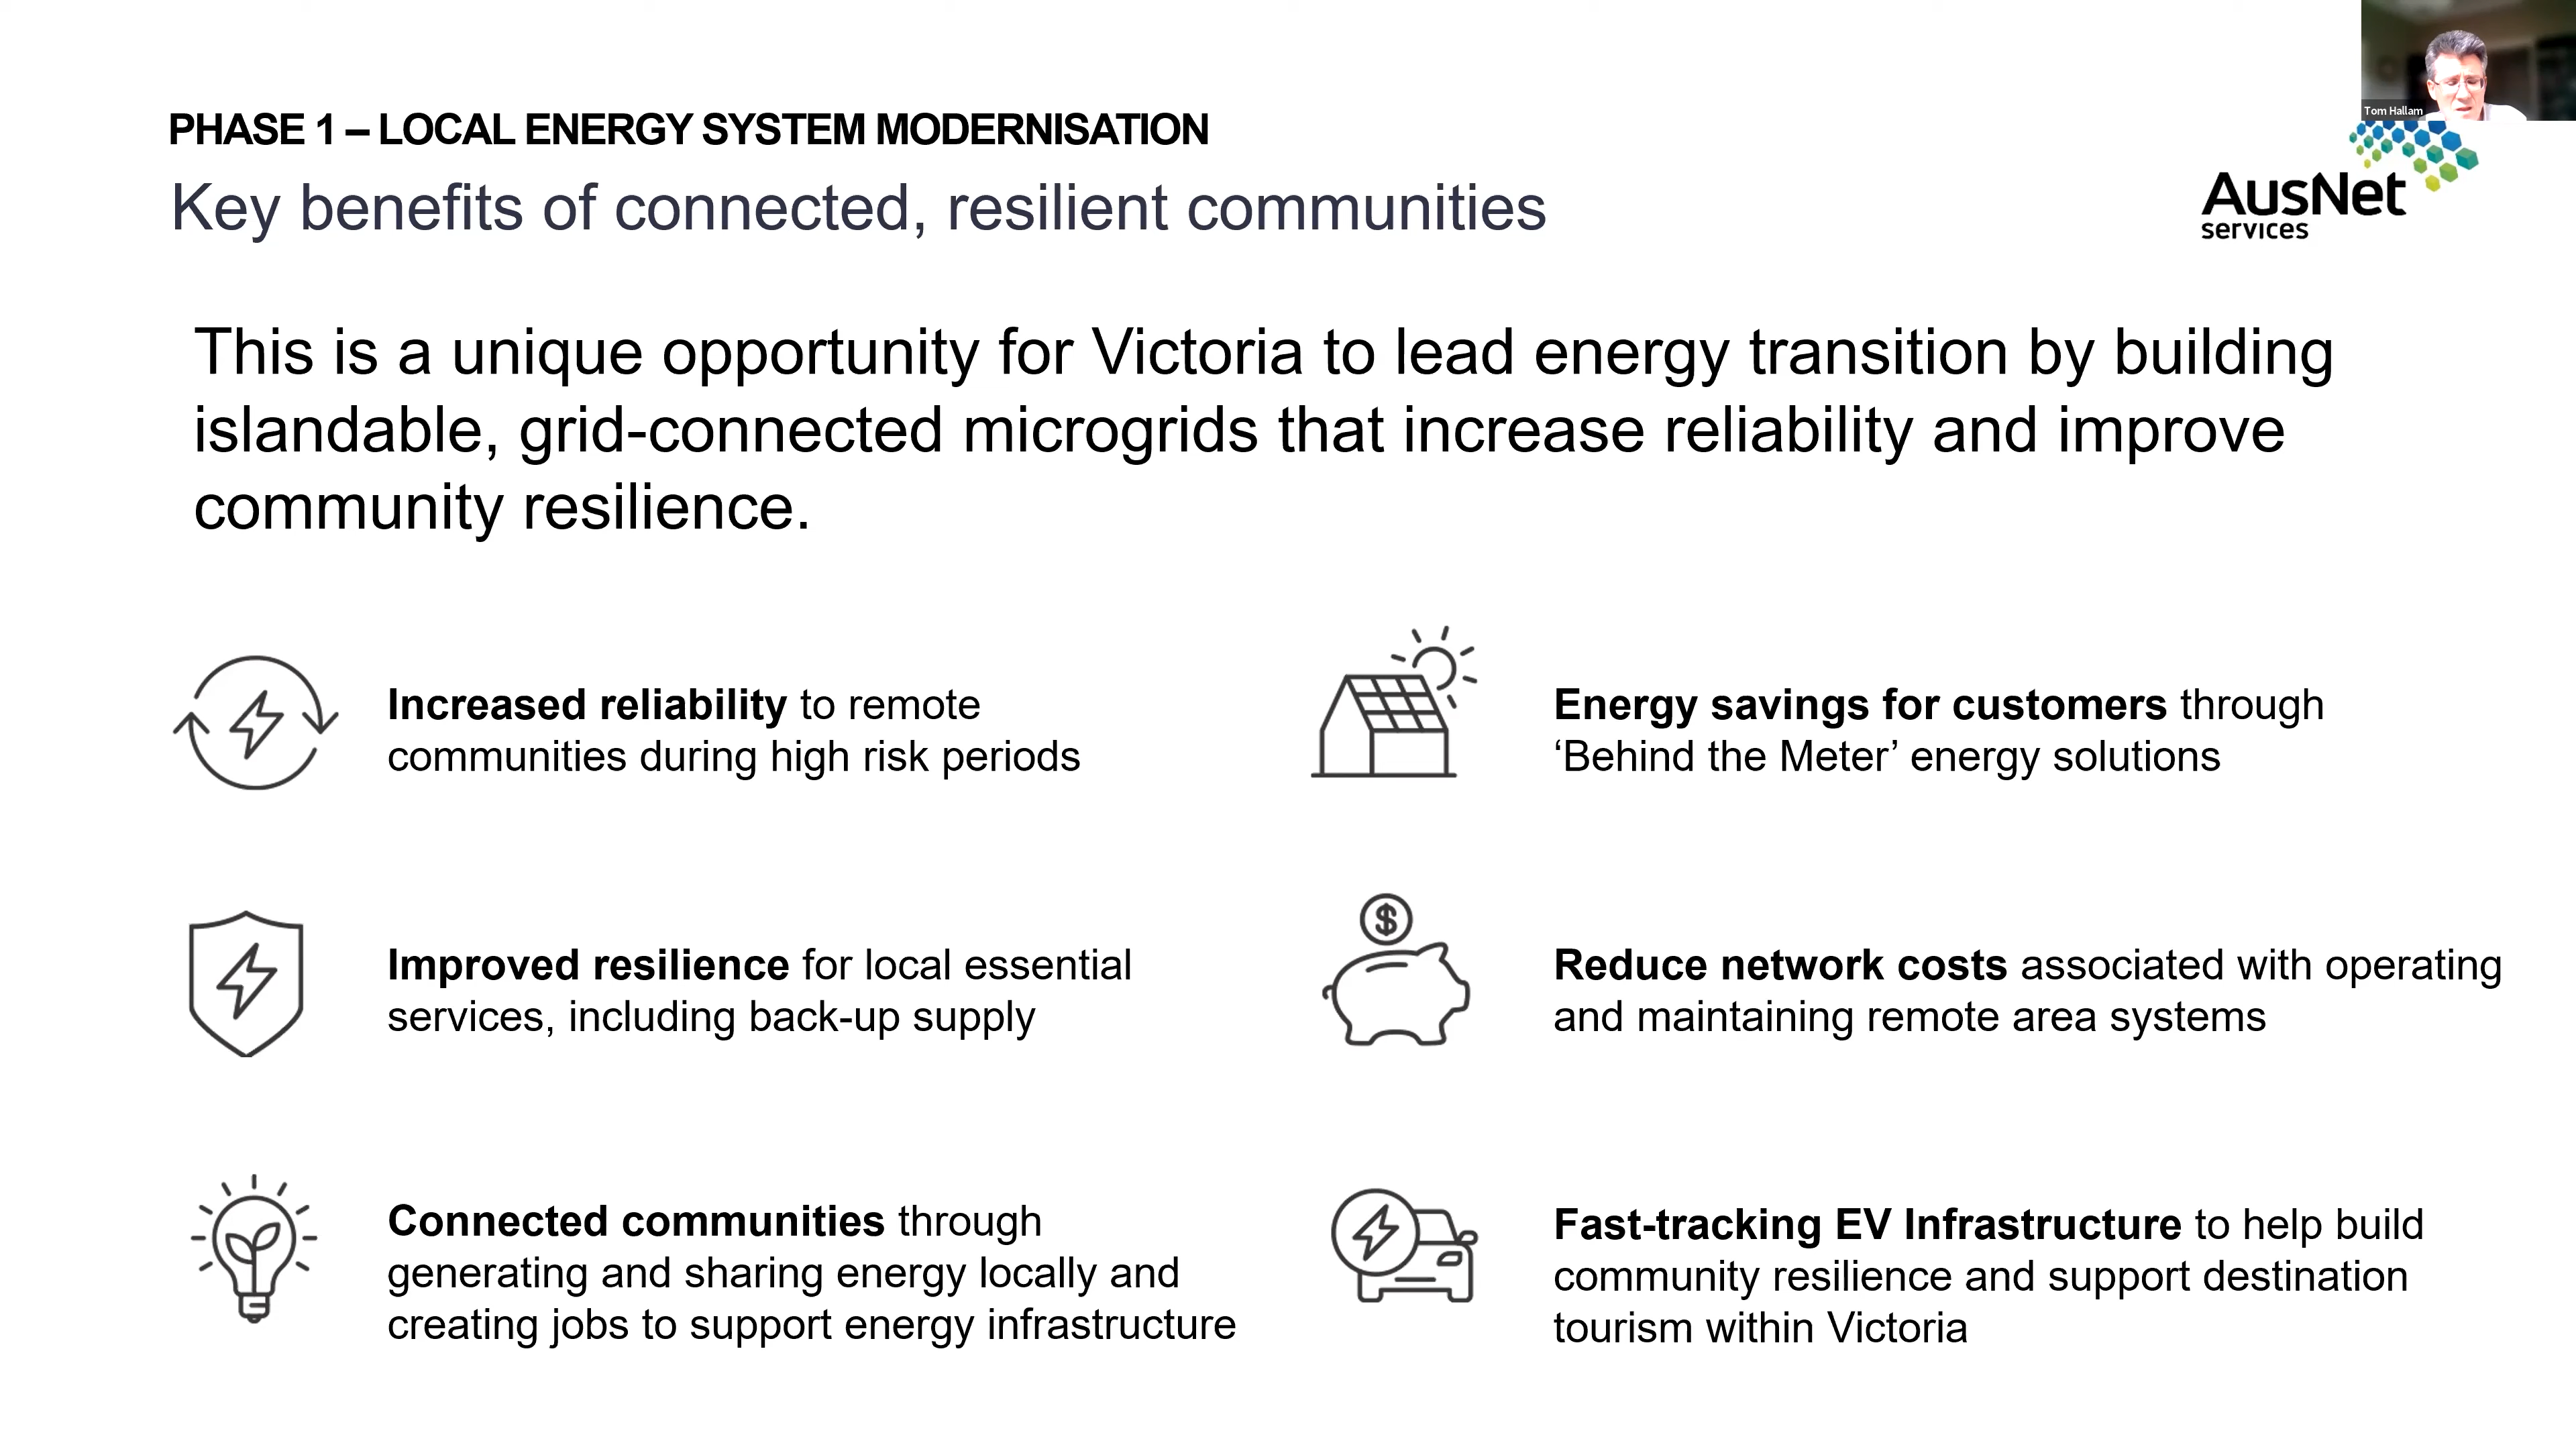 Tom Hallam
PHASE 1 – LOCAL ENERGY SYSTEM MODERNISATION
Key benefits of connected, resilient communities
AusNet
services
This is a unique opportunity for Victoria to lead energy transition by building
islandable, grid-connected microgrids that increase reliability and improve
community resilience.
Increased reliability to remote
communities during high risk periods
Energy savings for customers through
‘Behind the Meter’ energy solutions
$
Improved resilience for local essential
services, including back-up supply
Reduce network costs associated with operating
and maintaining remote area systems
Connected communities through
generating and sharing energy locally and
creating jobs to support energy infrastructure
Fast-tracking EV Infrastructure to help build
community resilience and support destination
tourism within Victoria